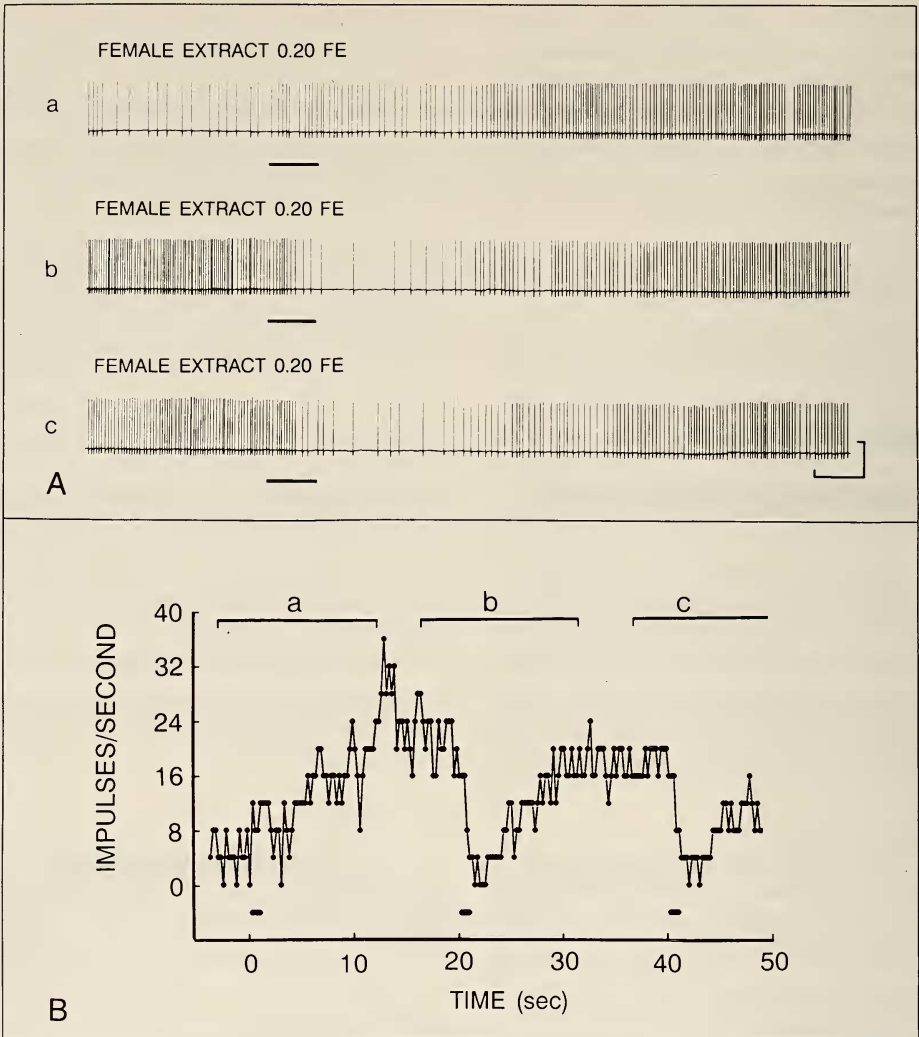 FEMALE EXTRACT 0.20 FE
a
FEMALE EXTRACT 0.20 FE
b
FEMALE EXTRACT 0.20 FE
c
A
a b c
40
32
24
16
8
0
IMPULSES/SECOND
0 10 20 30 40 50
TIME (sec)
B